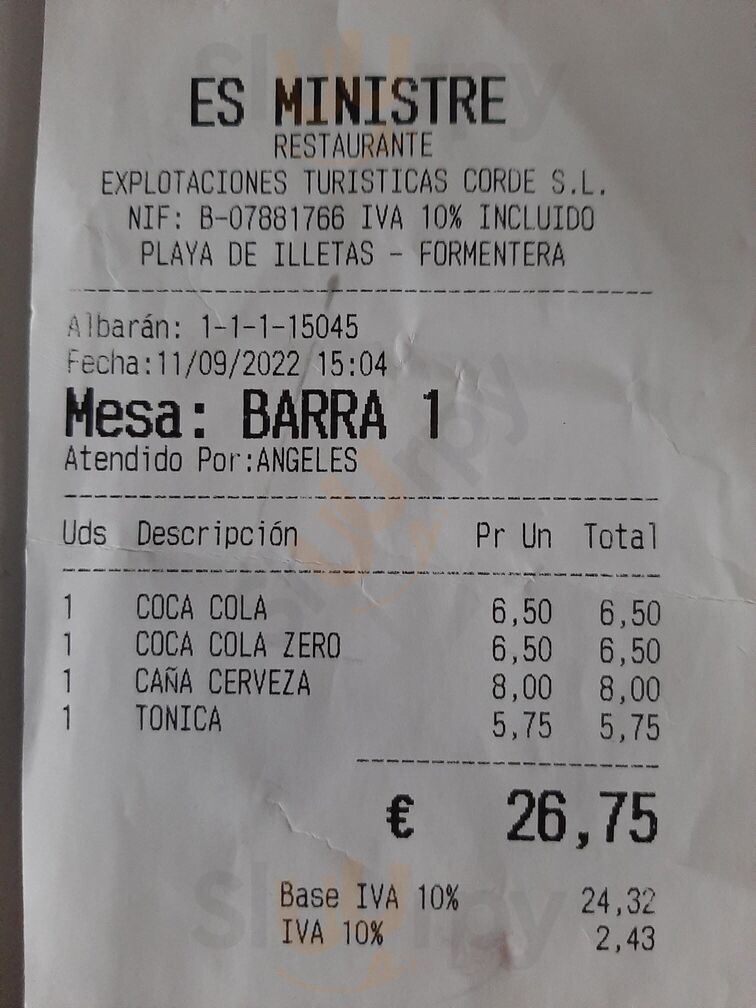 ES MINISTRE
RESTAURANTE
EXPLOTACIONES TURISTICAS CORDE S.L.
NIF: B-07881766 IVA 10% INCLUIDO
PLAYA DE ILLETAS - FORMENTERA
Albarán: 1-1-1-15045
Fecha:11/09/2022 15:04
Mesa: BARRA 1
Atendido Por:ANGELES
Uds Descripción Pr Un Total
1 COCA COLA 6,50 6,50
1 COCA COLA ZERO 6,50 6,50
1 CAÑA CERVEZA 8,00 8,00
1 TONICA 5,75 5,75
€ 26,75
Base IVA 10% 24,32
IVA 10% 2,43
Slurpy
Slurpy
Slurpy